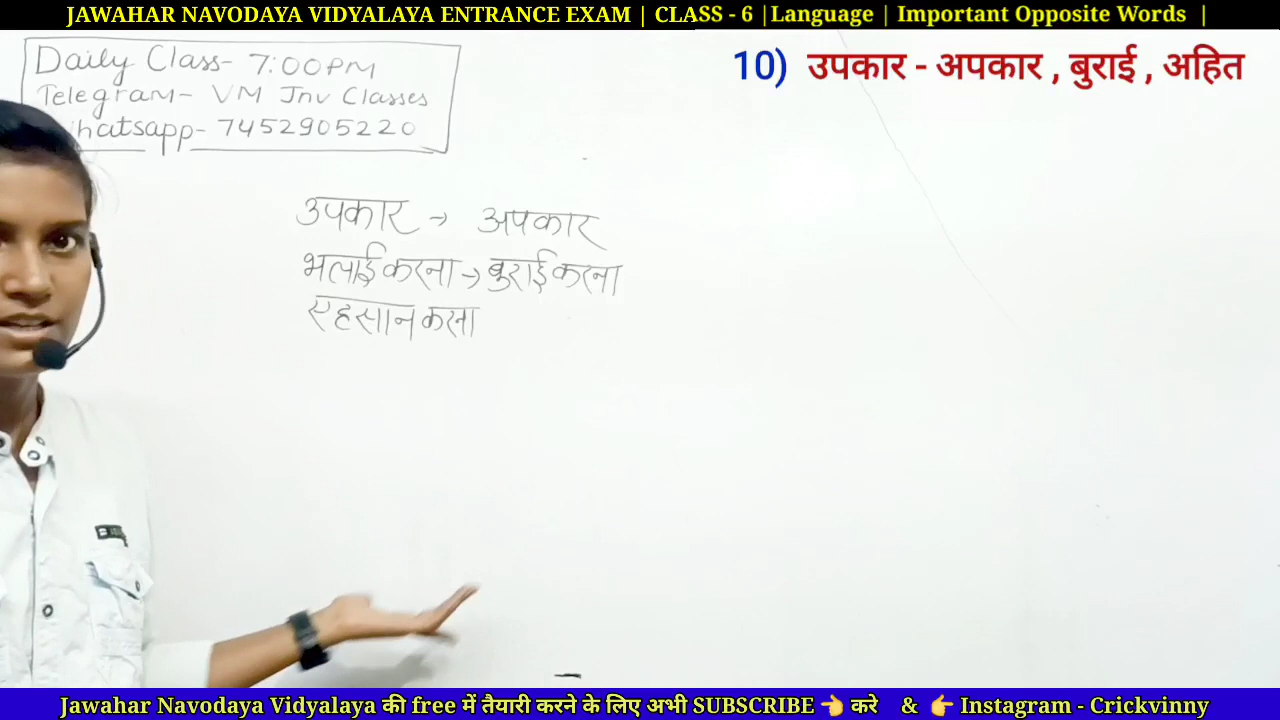 JAWAHAR NAVODAYA VIDYALAYA ENTRANCE EXAM | CLASS - 6 |Language | Important Opposite Words |
10) उपकार - अपकार , बुराई , अहित
Daily Class- 7:00PM
Telegram- VM Jnv Classes
hatsapp- 7452905220
उपकार → अपकार
भलाई करना → बुराई करना
एहसान करना
Jawahar Navodaya Vidyalaya की free में तैयारी करने के लिए अभी SUBSCRIBE 👈 करे & 👉 Instagram - Crickvinny